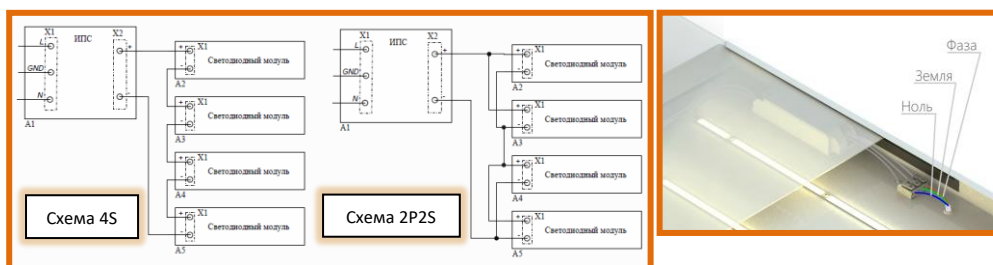 X1
ИПС
X2
L
GND
N
+
-
A1
X1
+
-
Светодиодный модуль
A2
X1
+
-
Светодиодный модуль
A3
X1
+
-
Светодиодный модуль
A4
X1
+
-
Светодиодный модуль
A5
Схема 4S
X1
ИПС
X2
L
GND
N
+
-
A1
X1
+
-
Светодиодный модуль
A2
X1
+
-
Светодиодный модуль
A3
X1
+
-
Светодиодный модуль
A4
X1
+
-
Светодиодный модуль
A5
Схема 2P2S
Фаза
Земля
Ноль